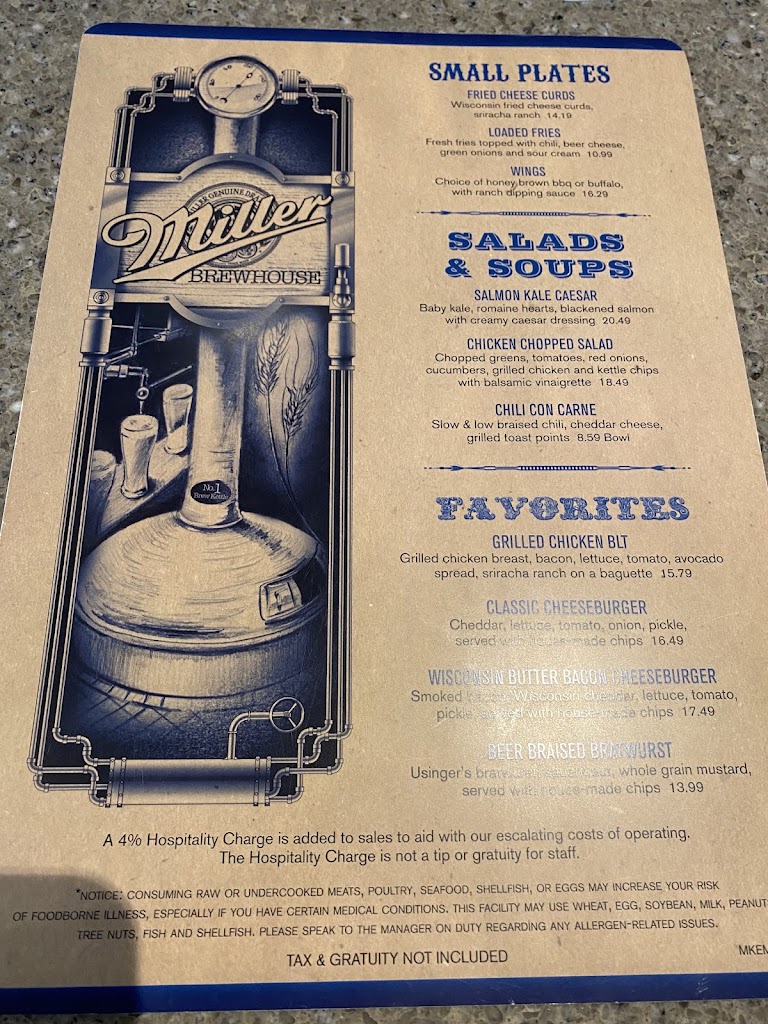 MILLER GENUINE DRAFT
Miller
BREWHOUSE
No.1
Brew Kettle
SMALL PLATES
FRIED CHEESE CURDS
Wisconsin fried cheese curds,
sriracha ranch 14.19
LOADED FRIES
Fresh fries topped with chili, beer cheese,
green onions and sour cream 10.99
WINGS
Choice of honey brown bbq or buffalo,
with ranch dipping sauce 16.29
SALADS
& SOUPS
SALMON KALE CAESAR
Baby kale, romaine hearts, blackened salmon
with creamy caesar dressing 20.49
CHICKEN CHOPPED SALAD
Chopped greens, tomatoes, red onions,
cucumbers, grilled chicken and kettle chips
with balsamic vinaigrette 18.49
CHILI CON CARNE
Slow & low braised chili, cheddar cheese,
grilled toast points 8.59 Bowl
FAVORITES
GRILLED CHICKEN BLT
Grilled chicken breast, bacon, lettuce, tomato, avocado
spread, sriracha ranch on a baguette 15.79
CLASSIC CHEESEBURGER
Cheddar, lettuce, tomato, onion, pickle,
served with house-made chips 16.49
WISCONSIN BUTTER BACON CHEESEBURGER
Smoked bacon, Wisconsin cheddar, lettuce, tomato,
pickle, served with house-made chips 17.49
BEER BRAISED BRATWURST
Usinger's bratwurst, whole grain mustard,
served with house-made chips 13.99
A 4% Hospitality Charge is added to sales to aid with our escalating costs of operating.
The Hospitality Charge is not a tip or gratuity for staff.
*NOTICE: CONSUMING RAW OR UNDERCOOKED MEATS, POULTRY, SEAFOOD, SHELLFISH, OR EGGS MAY INCREASE YOUR RISK
OF FOODBORNE ILLNESS, ESPECIALLY IF YOU HAVE CERTAIN MEDICAL CONDITIONS. THIS FACILITY MAY USE WHEAT, EGG, SOYBEAN, MILK, PEANUT
TREE NUTS, FISH AND SHELLFISH. PLEASE SPEAK TO THE MANAGER ON DUTY REGARDING ANY ALLERGEN-RELATED ISSUES.
TAX & GRATUITY NOT INCLUDED
MKEM